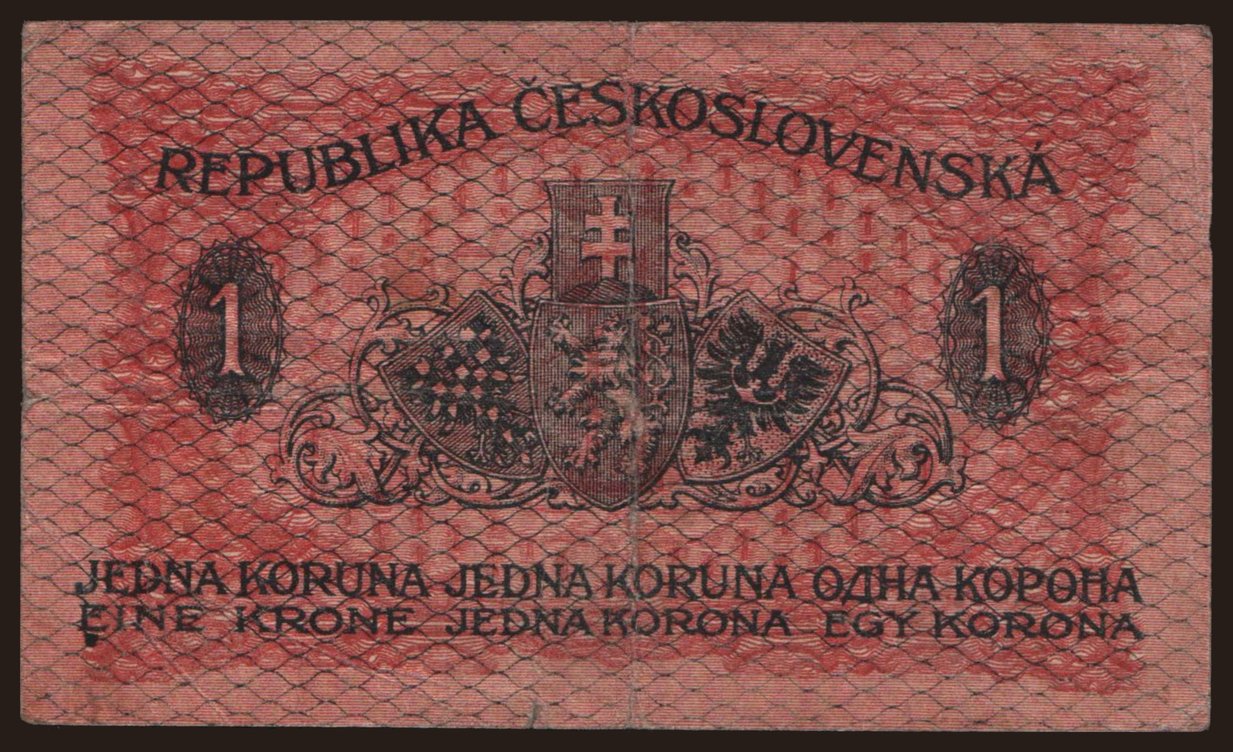 REPUBLIKA ČESKOSLOVENSKÁ
1 1
JEDNA KORUNA JEDNA KORUNA ОДНА КОРОНА
EINE KRONE JEDNA KORONA EGY KORONA